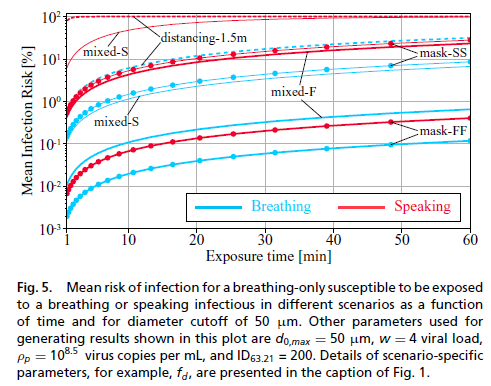 10²
10¹
10⁰
10⁻¹
10⁻²
10⁻³
Mean Infection Risk [%]
distancing-1.5m
mixed-S
mask-SS
mixed-F
mixed-S
mask-FF
Breathing
Speaking
1
10
20
30
40
50
60
Exposure time [min]
Fig. 5. Mean risk of infection for a breathing-only susceptible to be exposed
to a breathing or speaking infectious in different scenarios as a function
of time and for diameter cutoff of 50 μm. Other parameters used for
generating results shown in this plot are d₀,max = 50 μm, w = 4 viral load,
ρp = 10⁸·⁵ virus copies per mL, and ID₆₃.₂₁ = 200. Details of scenario-specific
parameters, for example, fd, are presented in the caption of Fig. 1.